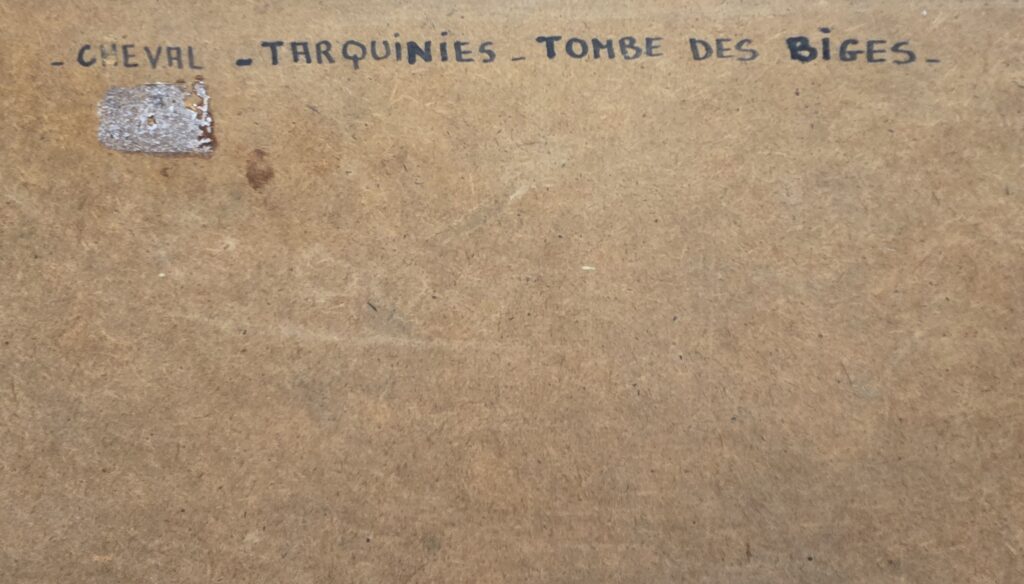 - CHEVAL - TARQUINIES - TOMBE DES BIGES -